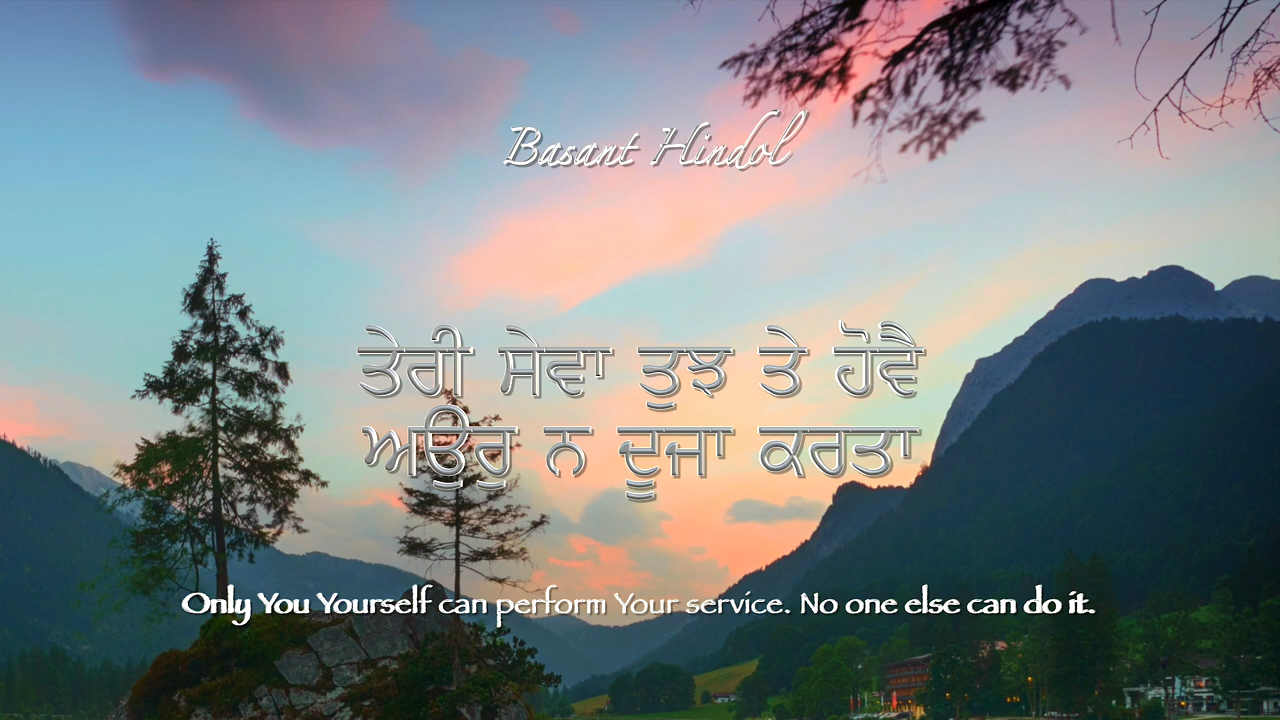 Basant Hindol
ਤੇਰੀ ਸੇਵਾ ਤੁਝ ਤੇ ਹੋਵੈ
ਅਉਰੁ ਨ ਦੂਜਾ ਕਰਤਾ
Only You Yourself can perform Your service. No one else can do it.